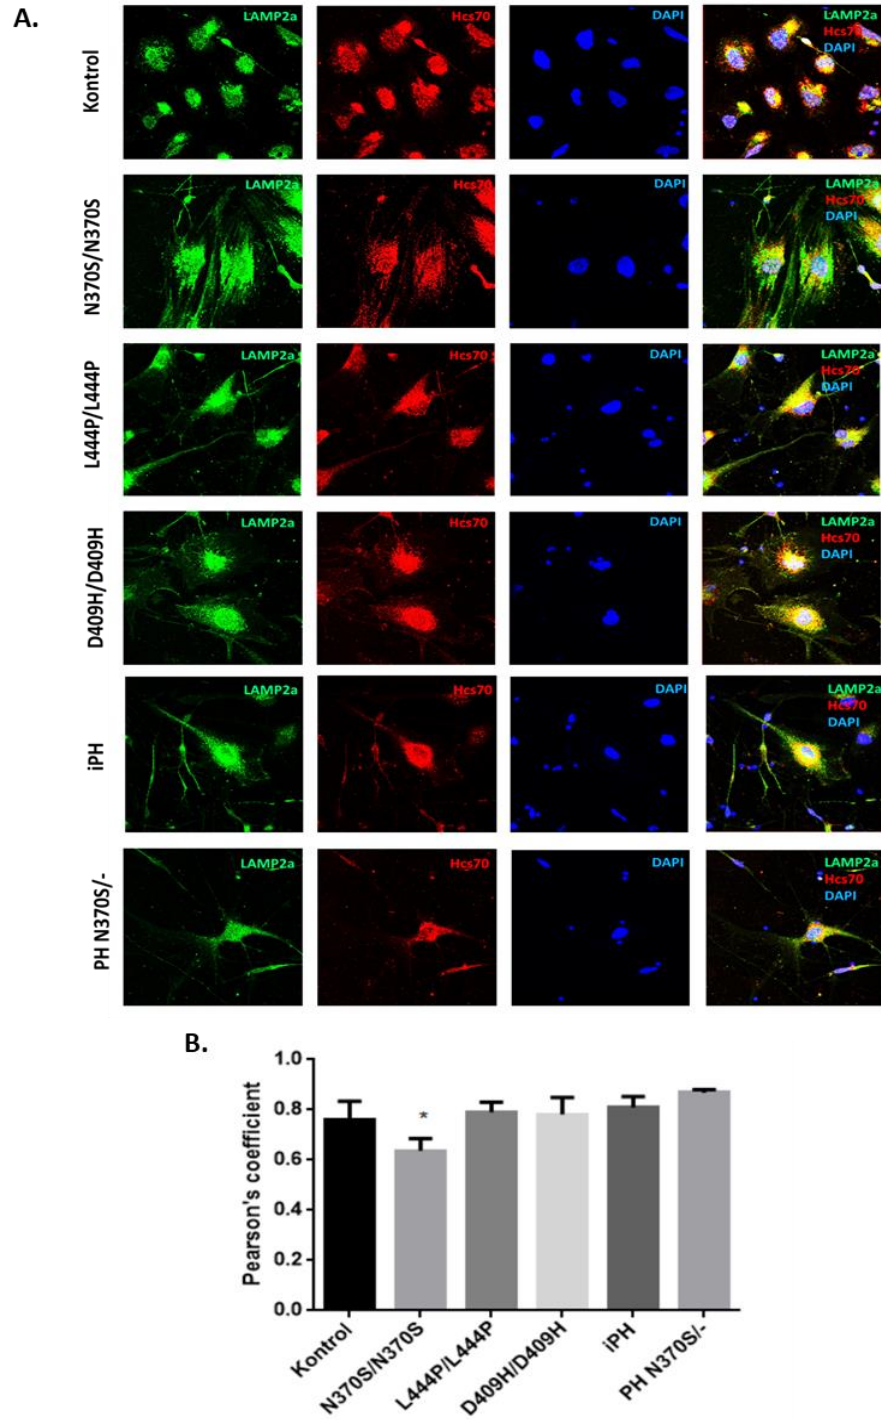 A.
LAMP2a Hcs70 DAPI LAMP2a
Hcs70
DAPI
Kontrol
LAMP2a Hcs70 DAPI LAMP2a
Hcs70
DAPI
N370S/N370S
LAMP2a Hcs70 DAPI LAMP2a
Hcs70
DAPI
L444P/L444P
LAMP2a Hcs70 DAPI LAMP2a
Hcs70
DAPI
D409H/D409H
LAMP2a Hcs70 DAPI LAMP2a
Hcs70
DAPI
iPH
LAMP2a Hcs70 DAPI LAMP2a
Hcs70
DAPI
PH N370S/-
B.
Pearson's coefficient
1.0
0.8
0.6
0.4
0.2
0.0
*
Kontrol
N370S/N370S
L444P/L444P
D409H/D409H
iPH
PH N370S/-